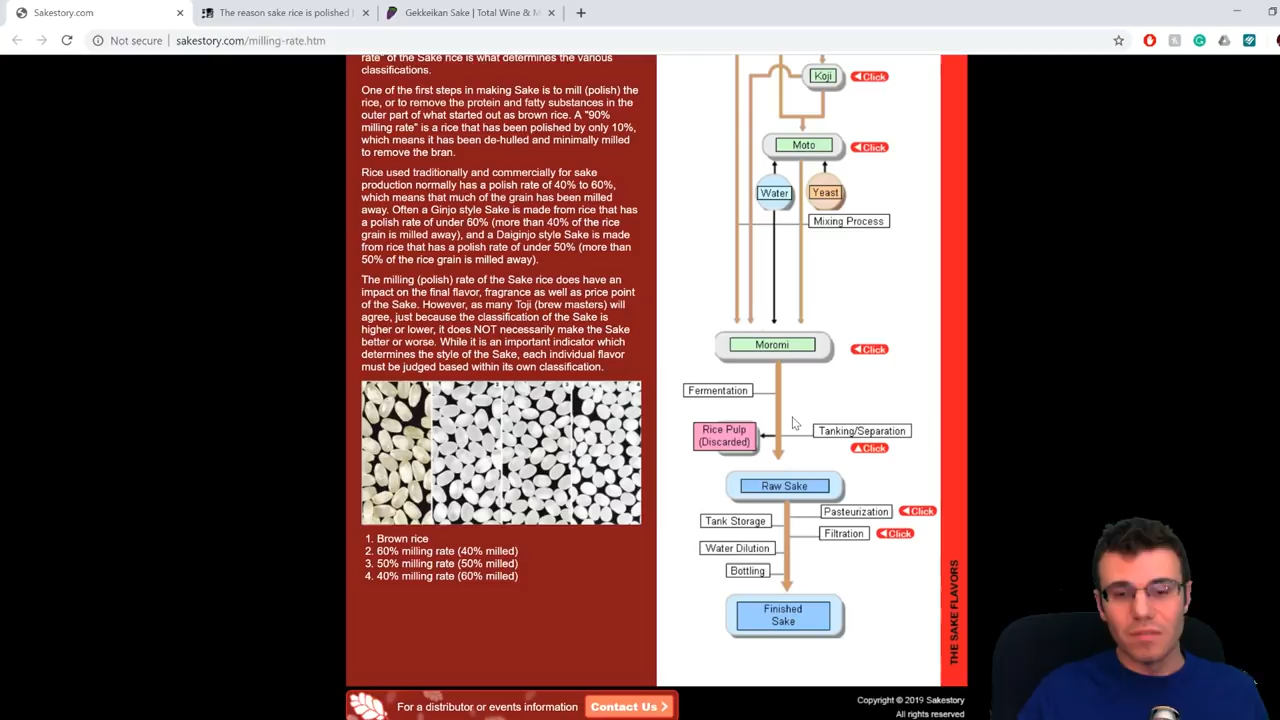 Sakestory.com
The reason sake rice is polished
Gekkeikan Sake | Total Wine & M
Not secure
sakestory.com/milling-rate.htm
rate" of the Sake rice is what determines the various
classifications.
One of the first steps in making Sake is to mill (polish) the
rice, or to remove the protein and fatty substances in the
outer part of what started out as brown rice. A "90%
milling rate" is a rice that has been polished by only 10%,
which means it has been de-hulled and minimally milled
to remove the bran.
Rice used traditionally and commercially for sake
production normally has a polish rate of 40% to 60%,
which means that much of the grain has been milled
away. Often a Ginjo style Sake is made from rice that has
a polish rate of under 60% (more than 40% of the rice
grain is milled away), and a Daiginjo style Sake is made
from rice that has a polish rate of under 50% (more than
50% of the rice grain is milled away).
The milling (polish) rate of the Sake rice does have an
impact on the final flavor, fragrance as well as price point
of the Sake. However, as many Toji (brew masters) will
agree, just because the classification of the Sake is
higher or lower, it does NOT necessarily make the Sake
better or worse. While it is an important indicator which
determines the style of the Sake, each individual flavor
must be judged based within its own classification.
1. Brown rice
2. 60% milling rate (40% milled)
3. 50% milling rate (50% milled)
4. 40% milling rate (60% milled)
Koji
Click
Moto
Click
Water
Yeast
Mixing Process
Moromi
Click
Fermentation
Rice Pulp
(Discarded)
Tanking/Separation
Click
Raw Sake
Pasteurization
Click
Tank Storage
Filtration
Click
Water Dilution
Bottling
Finished
Sake
THE SAKE FLAVORS
For a distributor or events information
Contact Us >
Copyright © 2019 Sakestory
All rights reserved